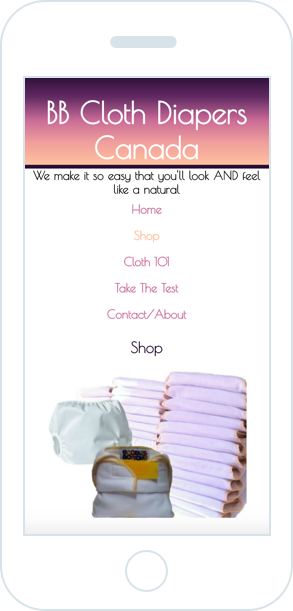 BB Cloth Diapers
Canada
We make it so easy that you'll look AND feel
like a natural
Home
Shop
Cloth 101
Take The Test
Contact/About
Shop